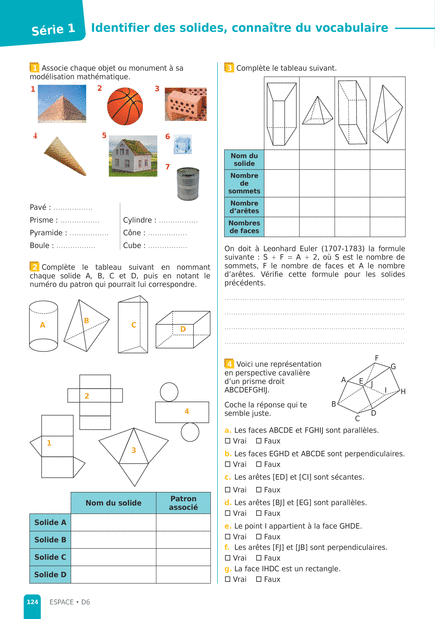 Série 1
Identifier des solides, connaître du vocabulaire
1 Associe chaque objet ou monument à sa
modélisation mathématique.
1
2
3
4
5
6
7
Pavé : ................
Prisme : ................
Cylindre : ................
Pyramide : ................
Cône : ................
Boule : ................
Cube : ................
2 Complète le tableau suivant en nommant
chaque solide A, B, C et D, puis en notant le
numéro du patron qui pourrait lui correspondre.
A
B
C
D
2
4
1
3
Nom du solide
Patron
associé
Solide A
Solide B
Solide C
Solide D
3 Complète le tableau suivant.
Nom du
solide
Nombre
de
sommets
Nombre
d'arêtes
Nombres
de faces
On doit à Leonhard Euler (1707-1783) la formule
suivante : S + F = A + 2, où S est le nombre de
sommets, F le nombre de faces et A le nombre
d'arêtes. Vérifie cette formule pour les solides
précédents.
4 Voici une représentation
en perspective cavalière
d'un prisme droit
ABCDEFGHIJ.
Coche la réponse qui te
semble juste.
F
G
A
E
J
I
H
B
D
C
a. Les faces ABCDE et FGHIJ sont parallèles.
☐ Vrai ☐ Faux
b. Les faces EGHD et ABCDE sont perpendiculaires.
☐ Vrai ☐ Faux
c. Les arêtes [ED] et [CI] sont sécantes.
☐ Vrai ☐ Faux
d. Les arêtes [BJ] et [EG] sont parallèles.
☐ Vrai ☐ Faux
e. Le point I appartient à la face GHDE.
☐ Vrai ☐ Faux
f. Les arêtes [FJ] et [JB] sont perpendiculaires.
☐ Vrai ☐ Faux
g. La face IHDC est un rectangle.
☐ Vrai ☐ Faux
124 ESPACE • D6